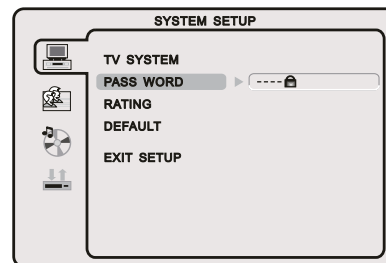 SYSTEM SETUP
TV SYSTEM
PASS WORD ----
RATING
DEFAULT
EXIT SETUP